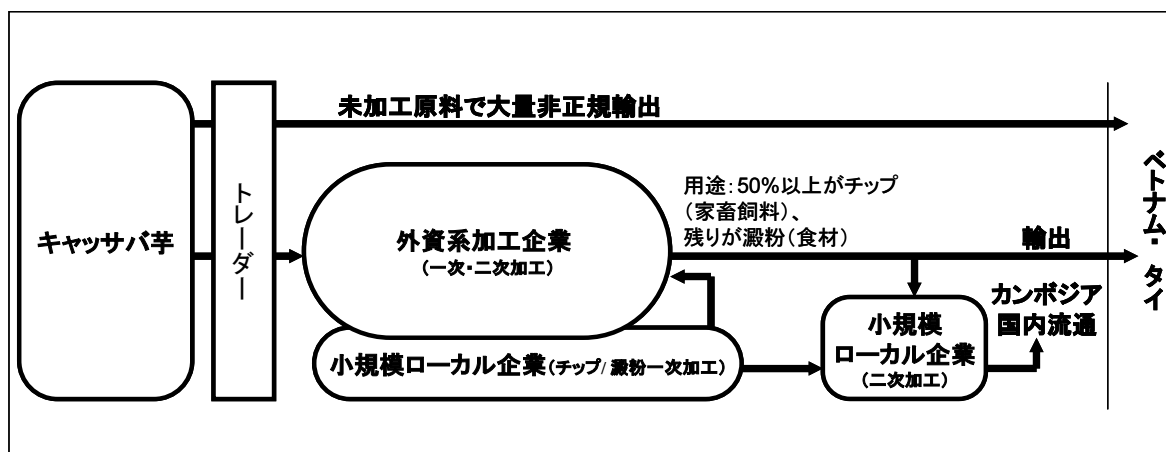 未加工原料で大量非正規輸出
キャッサバ芋
トレーダー
外資系加工企業
（一次・二次加工）
用途：50%以上がチップ
（家畜飼料）、
残りが澱粉（食材）
輸出
小規模ローカル企業（チップ/澱粉一次加工）
小規模
ローカル企業
（二次加工）
カンボジア
国内流通
ベトナム・タイ